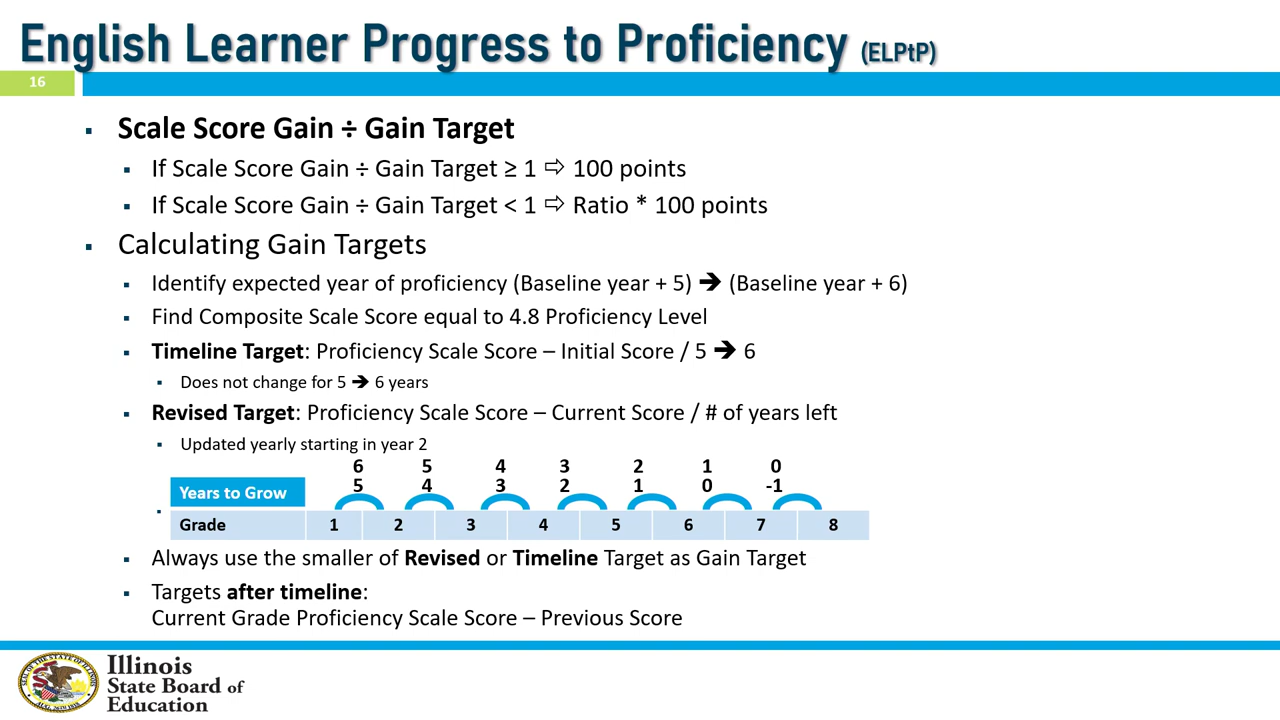 English Learner Progress to Proficiency (ELPtP)
16
▪ Scale Score Gain ÷ Gain Target
▪ If Scale Score Gain ÷ Gain Target ≥ 1 ⇨ 100 points
▪ If Scale Score Gain ÷ Gain Target < 1 ⇨ Ratio * 100 points
▪ Calculating Gain Targets
▪ Identify expected year of proficiency (Baseline year + 5) 🡺 (Baseline year + 6)
▪ Find Composite Scale Score equal to 4.8 Proficiency Level
▪ Timeline Target: Proficiency Scale Score – Initial Score / 5 🡺 6
▪ Does not change for 5 🡺 6 years
▪ Revised Target: Proficiency Scale Score – Current Score / # of years left
▪ Updated yearly starting in year 2
6 5 4 3 2 1 0
Years to Grow 5 4 3 2 1 0 -1
Grade 1 2 3 4 5 6 7 8
▪ Always use the smaller of Revised or Timeline Target as Gain Target
▪ Targets after timeline:
Current Grade Proficiency Scale Score – Previous Score
Illinois
State Board of
Education